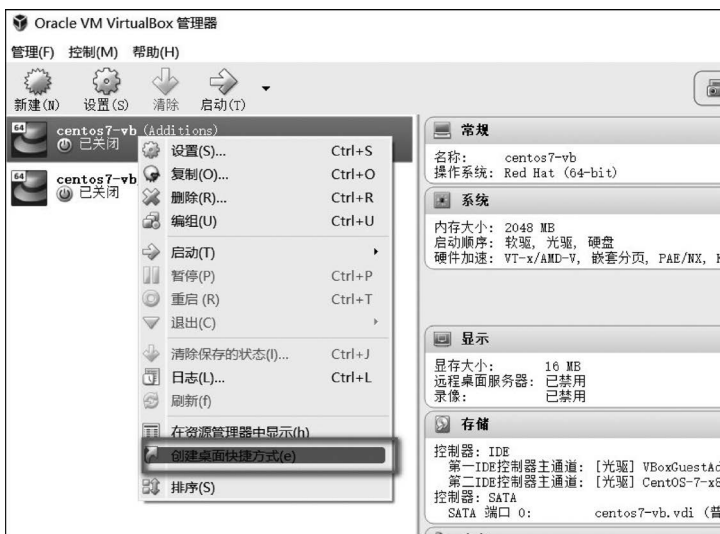 Oracle VM VirtualBox 管理器
管理(F) 控制(M) 帮助(H)
新建(N) 设置(S) 清除 启动(T)
64 centos7-vb (Additions)
已关闭
64 centos7-vb
已关闭
设置(S)... Ctrl+S
复制(O)... Ctrl+O
删除(R)... Ctrl+R
编组(U) Ctrl+U
启动(T)
暂停(P) Ctrl+P
重启 (R) Ctrl+T
退出(C)
清除保存的状态(I)... Ctrl+J
日志(L)... Ctrl+L
刷新(f)
在资源管理器中显示(h)
创建桌面快捷方式(e)
排序(S)
常规
名称: centos7-vb
操作系统: Red Hat (64-bit)
系统
内存大小: 2048 MB
启动顺序: 软驱, 光驱, 硬盘
硬件加速: VT-x/AMD-V, 嵌套分页, PAE/NX,
显示
显存大小: 16 MB
远程桌面服务器: 已禁用
录像: 已禁用
存储
控制器: IDE
第一IDE控制器主通道: [光驱] VBoxGuestAd
第二IDE控制器主通道: [光驱] CentOS-7-x8
控制器: SATA
SATA 端口 0: centos7-vb.vdi (普